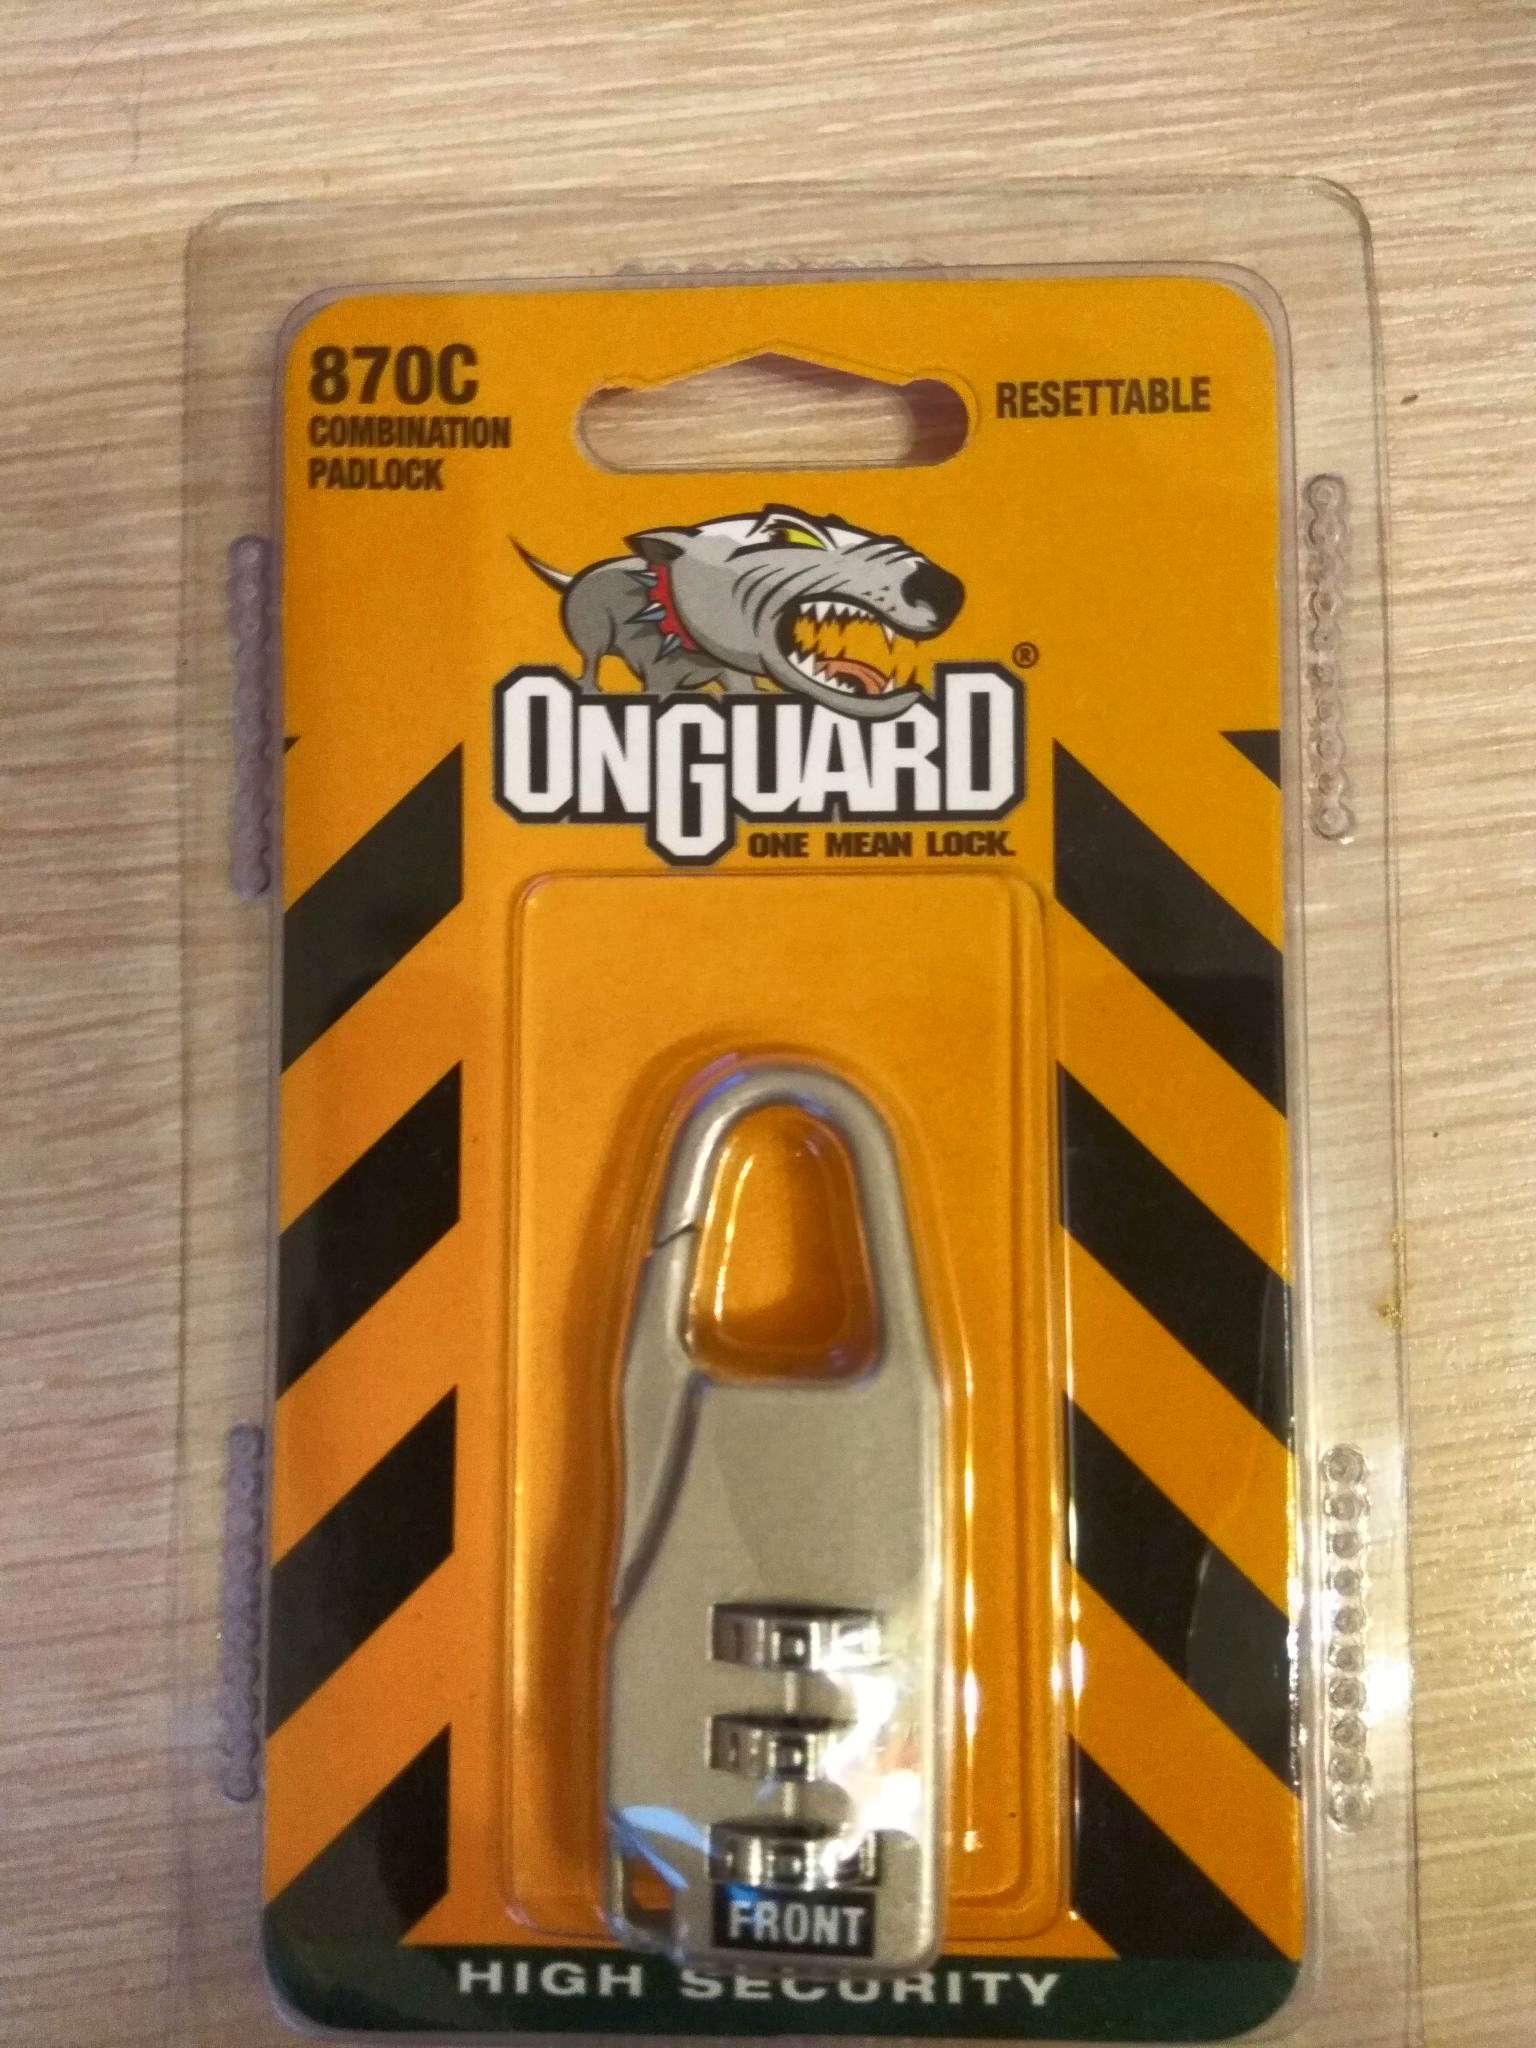 870C
COMBINATION
PADLOCK
RESETTABLE
ONGUARD®
ONE MEAN LOCK.
FRONT
HIGH SECURITY